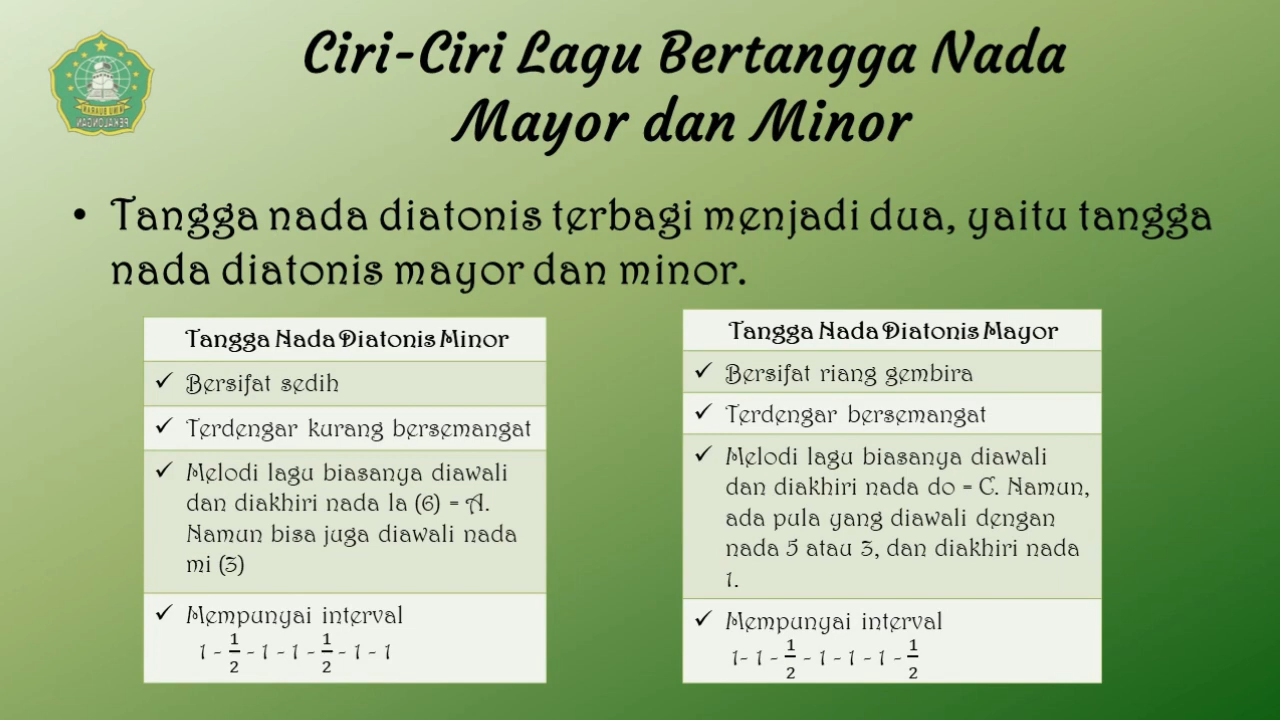 Ciri-Ciri Lagu Bertangga Nada
Mayor dan Minor
• Tangga nada diatonis terbagi menjadi dua, yaitu tangga
nada diatonis mayor dan minor.
Tangga Nada Diatonis Minor
✓ Bersifat sedih
✓ Terdengar kurang bersemangat
✓ Melodi lagu biasanya diawali
dan diakhiri nada la (6) = A.
Namun bisa juga diawali nada
mi (3)
✓ Mempunyai interval
1 - 1/2 - 1 - 1 - 1/2 - 1 - 1
Tangga Nada Diatonis Mayor
✓ Bersifat riang gembira
✓ Terdengar bersemangat
✓ Melodi lagu biasanya diawali
dan diakhiri nada do = C. Namun,
ada pula yang diawali dengan
nada 5 atau 3, dan diakhiri nada
1.
✓ Mempunyai interval
1- 1 - 1/2 - 1 - 1 - 1 - 1/2